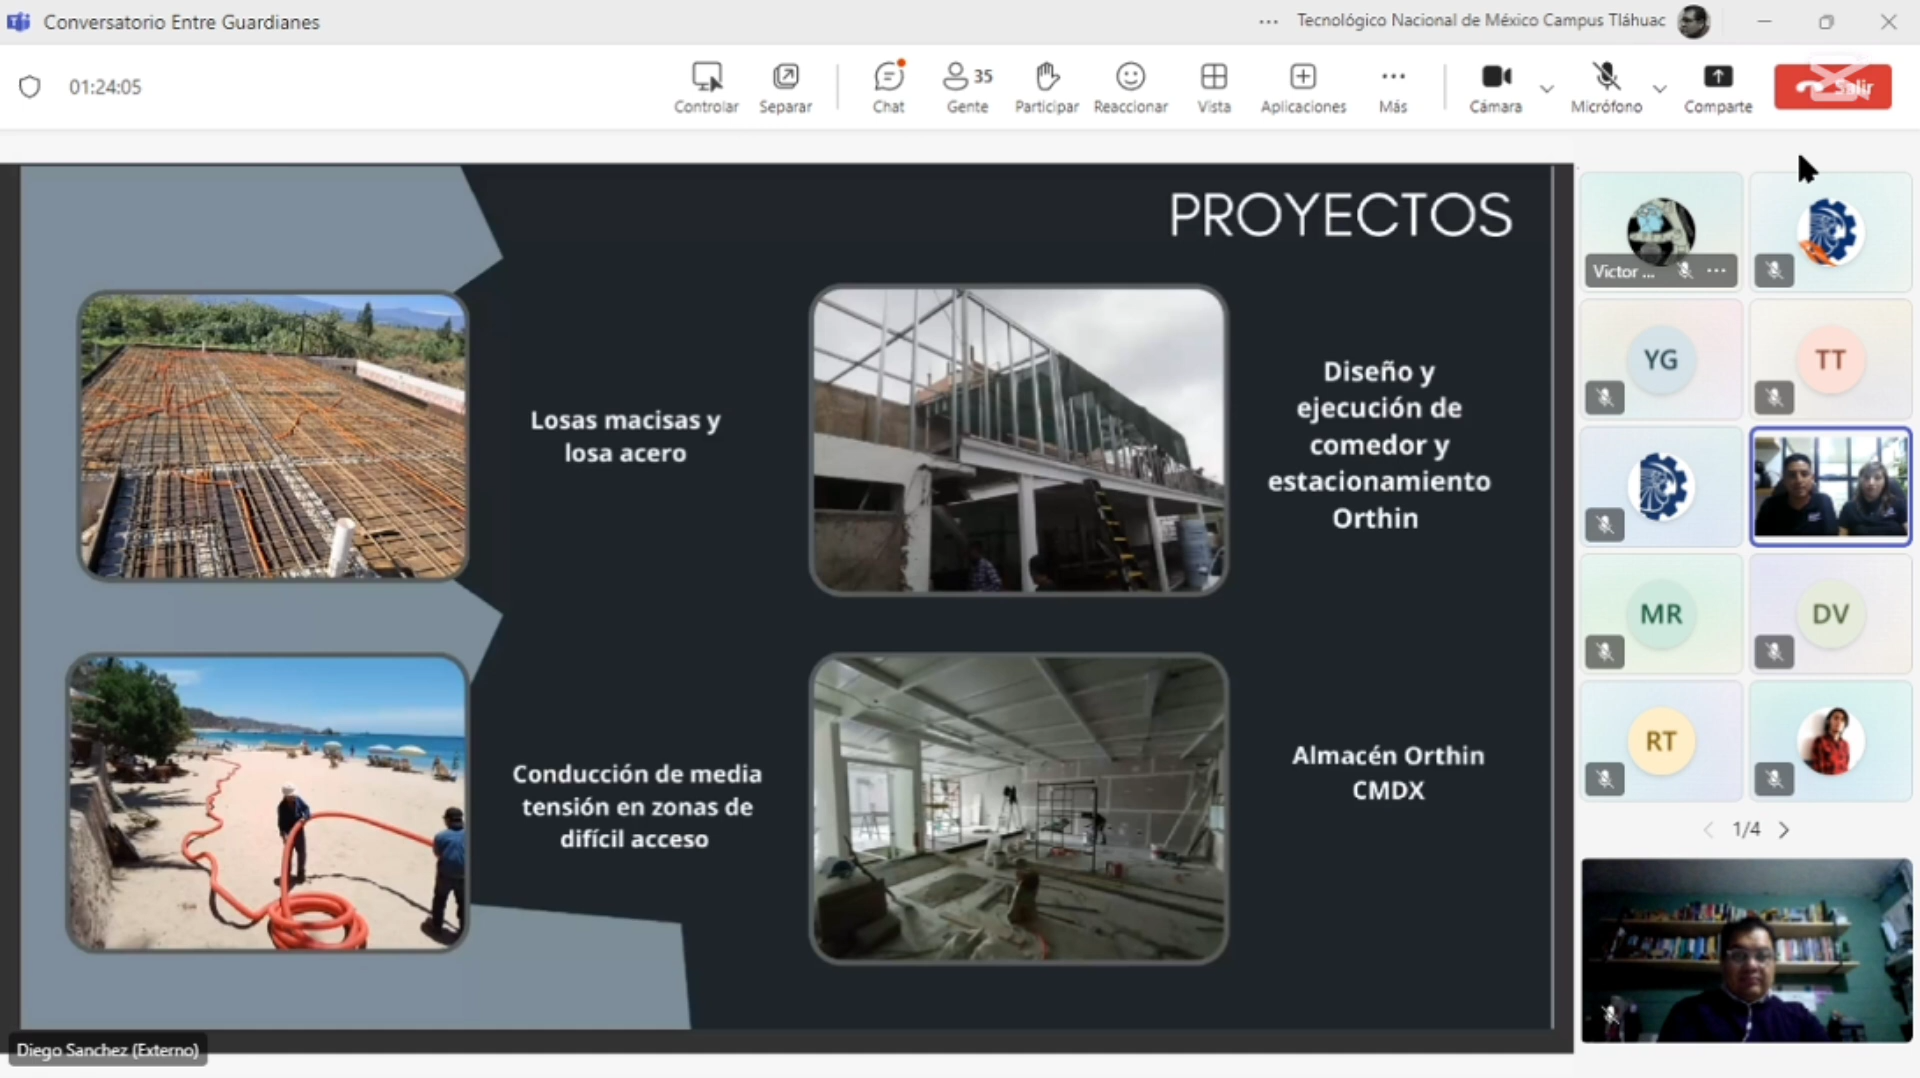 Conversatorio Entre Guardianes
Tecnológico Nacional de México Campus Tláhuac
01:24:05
Controlar
Separar
Chat
35
Gente
Participar
Reaccionar
Vista
Aplicaciones
Más
Cámara
Micrófono
Comparte
Salir
PROYECTOS
Losas macisas y
losa acero
Diseño y
ejecución de
comedor y
estacionamiento
Orthin
Conducción de media
tensión en zonas de
difícil acceso
Almacén Orthin
CMDX
Victor ...
YG
TT
MR
DV
RT
1/4
Diego Sanchez (Externo)